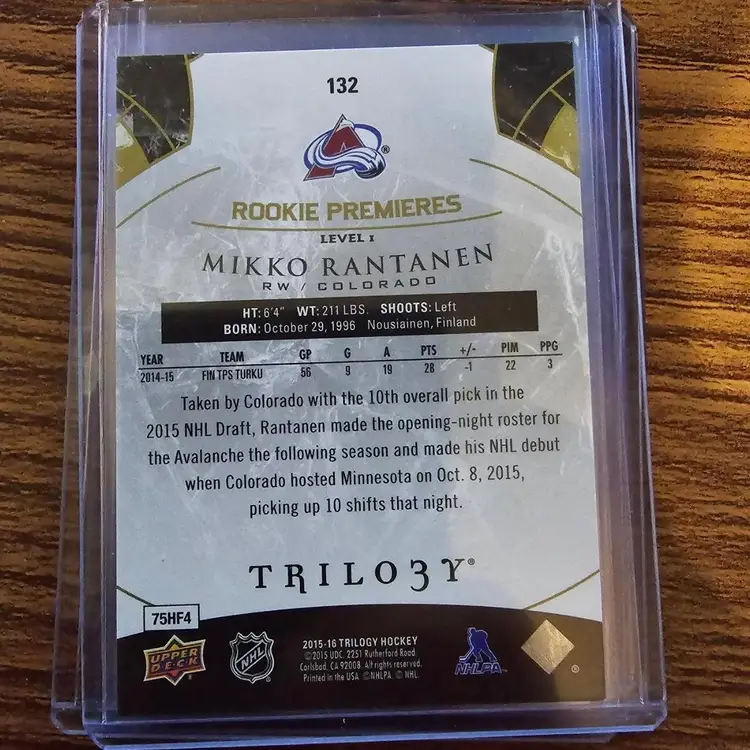 132
®
ROOKIE PREMIERES
LEVEL 1
MIKKO RANTANEN
RW / COLORADO
HT: 6'4" WT: 211 LBS. SHOOTS: Left
BORN: October 29, 1996 Nousiainen, Finland
YEAR TEAM GP G A PTS +/- PIM PPG
2014-15 FIN TPS TURKU 56 9 19 28 -1 22 3
Taken by Colorado with the 10th overall pick in the
2015 NHL Draft, Rantanen made the opening-night roster for
the Avalanche the following season and made his NHL debut
when Colorado hosted Minnesota on Oct. 8, 2015,
picking up 10 shifts that night.
TRILO3Y®
75HF4
UPPER DECK
NHL
2015-16 TRILOGY HOCKEY
©2015 UDC. 2251 Rutherford Road,
Carlsbad, CA 92008. All rights reserved.
Printed in the USA. ©NHLPA. © NHL.
NHLPA
®